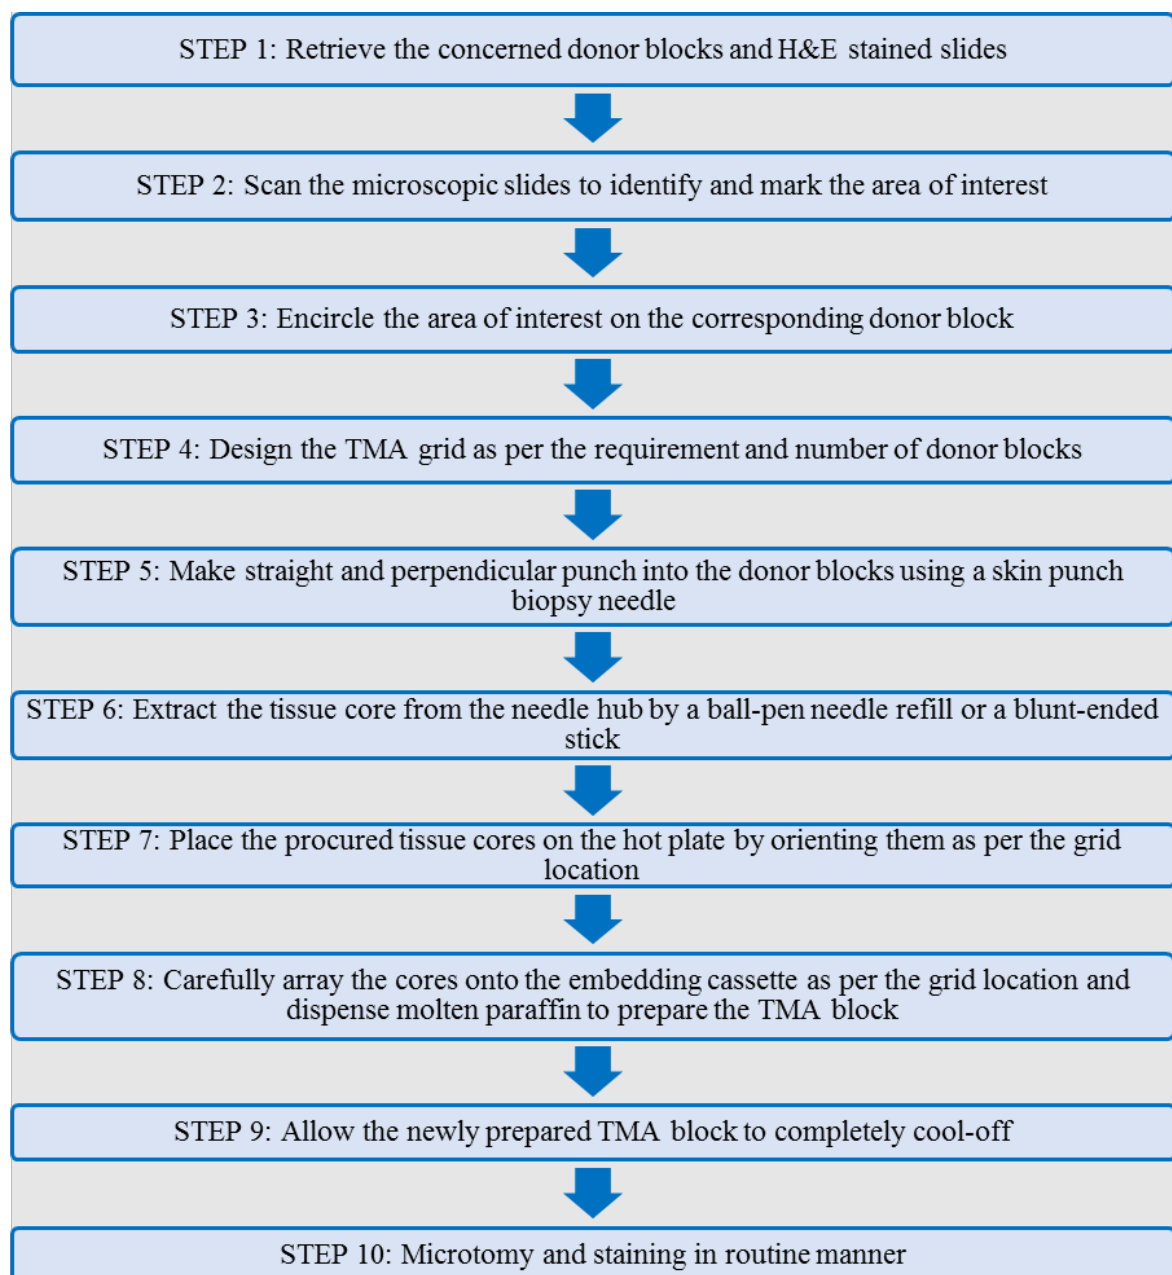 STEP 1: Retrieve the concerned donor blocks and H&E stained slides
STEP 2: Scan the microscopic slides to identify and mark the area of interest
STEP 3: Encircle the area of interest on the corresponding donor block
STEP 4: Design the TMA grid as per the requirement and number of donor blocks
STEP 5: Make straight and perpendicular punch into the donor blocks using a skin punch
biopsy needle
STEP 6: Extract the tissue core from the needle hub by a ball-pen needle refill or a blunt-ended
stick
STEP 7: Place the procured tissue cores on the hot plate by orienting them as per the grid
location
STEP 8: Carefully array the cores onto the embedding cassette as per the grid location and
dispense molten paraffin to prepare the TMA block
STEP 9: Allow the newly prepared TMA block to completely cool-off
STEP 10: Microtomy and staining in routine manner